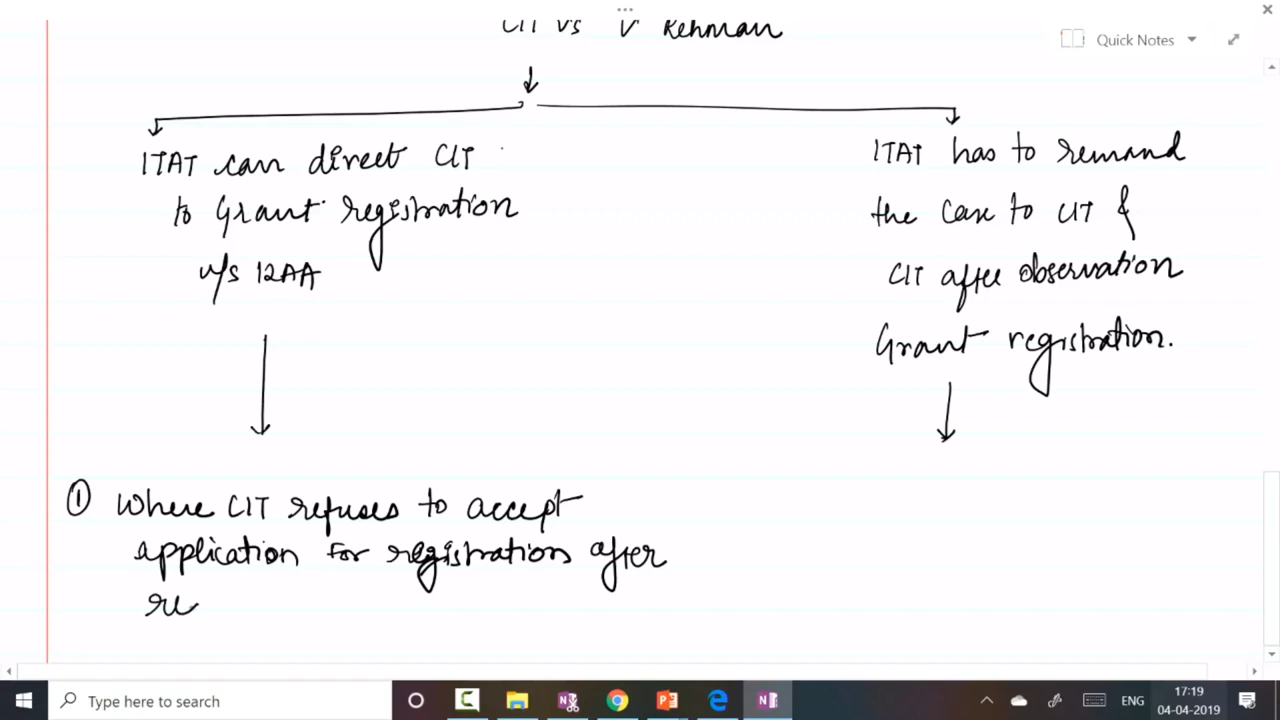 CIT vs V Rehman
Quick Notes
ITAT can direct CIT
to Grant registration
u/s 12AA
ITAT has to remand
the Case to CIT &
CIT after observation
Grant registration.
① Where CIT refuses to accept
application for registration after
re
Type here to search
ENG
17:19
04-04-2019